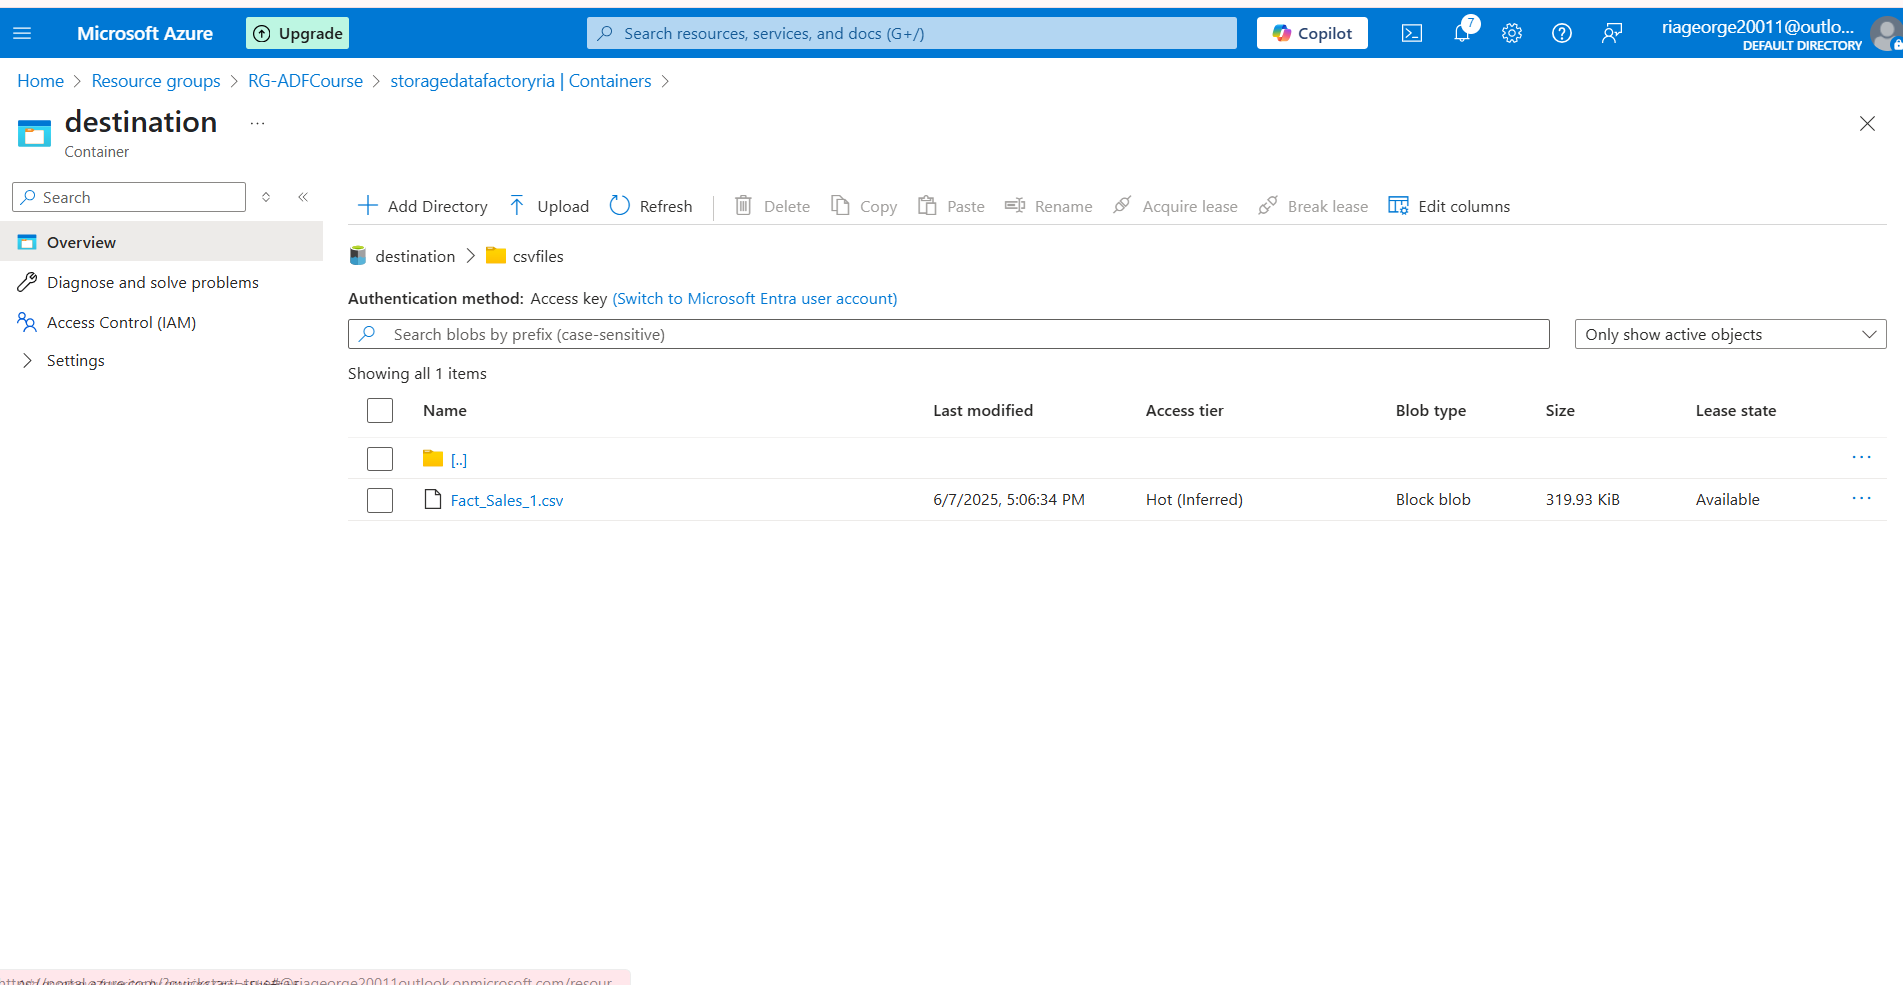 Microsoft Azure
Upgrade
Search resources, services, and docs (G+/)
Copilot
7
riageorge20011@outlo...
DEFAULT DIRECTORY
Home > Resource groups > RG-ADFCourse > storagedatafactoryria | Containers >
destination ...
Container
Search
Overview
Diagnose and solve problems
Access Control (IAM)
Settings
Add Directory Upload Refresh Delete Copy Paste Rename Acquire lease Break lease Edit columns
destination > csvfiles
Authentication method: Access key (Switch to Microsoft Entra user account)
Search blobs by prefix (case-sensitive)
Only show active objects
Showing all 1 items
Name Last modified Access tier Blob type Size Lease state
[..] ...
Fact_Sales_1.csv 6/7/2025, 5:06:34 PM Hot (Inferred) Block blob 319.93 KiB Available ...